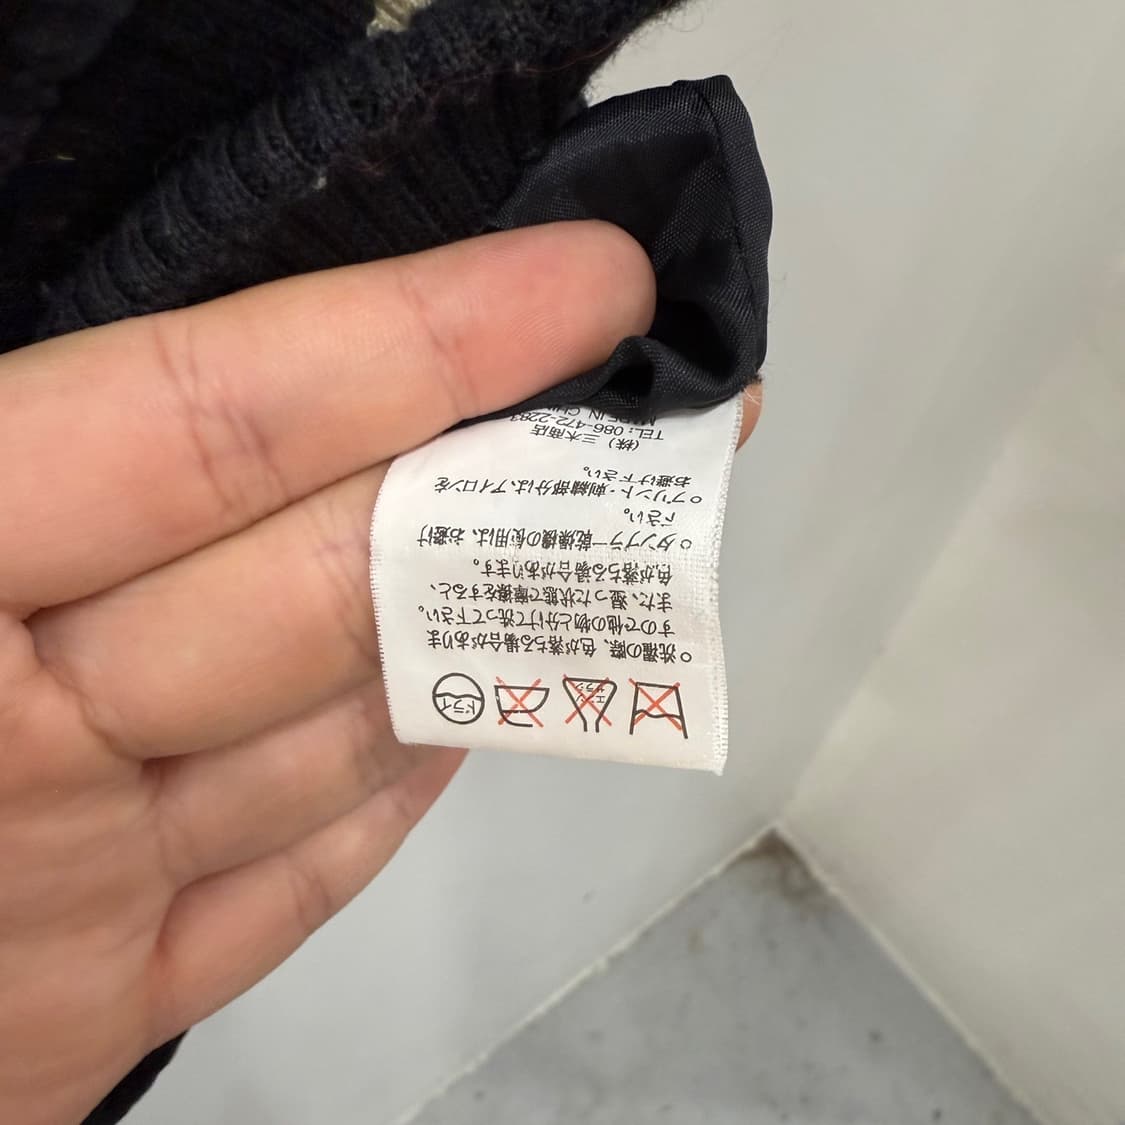 エンソ
サラシ
ドライ
○洗濯の際、色が落ちる場合があります
すので他の物と分けて洗って下さい。
また、湿った状態で摩擦をすると、
色が落ちる場合があります。
○タンブラー乾燥機の使用は、お避け
下さい。
○プリント・刺繍部分は、アイロンを
お避け下さい。
(株)三木商店
TEL:086-472-2283
MADE IN